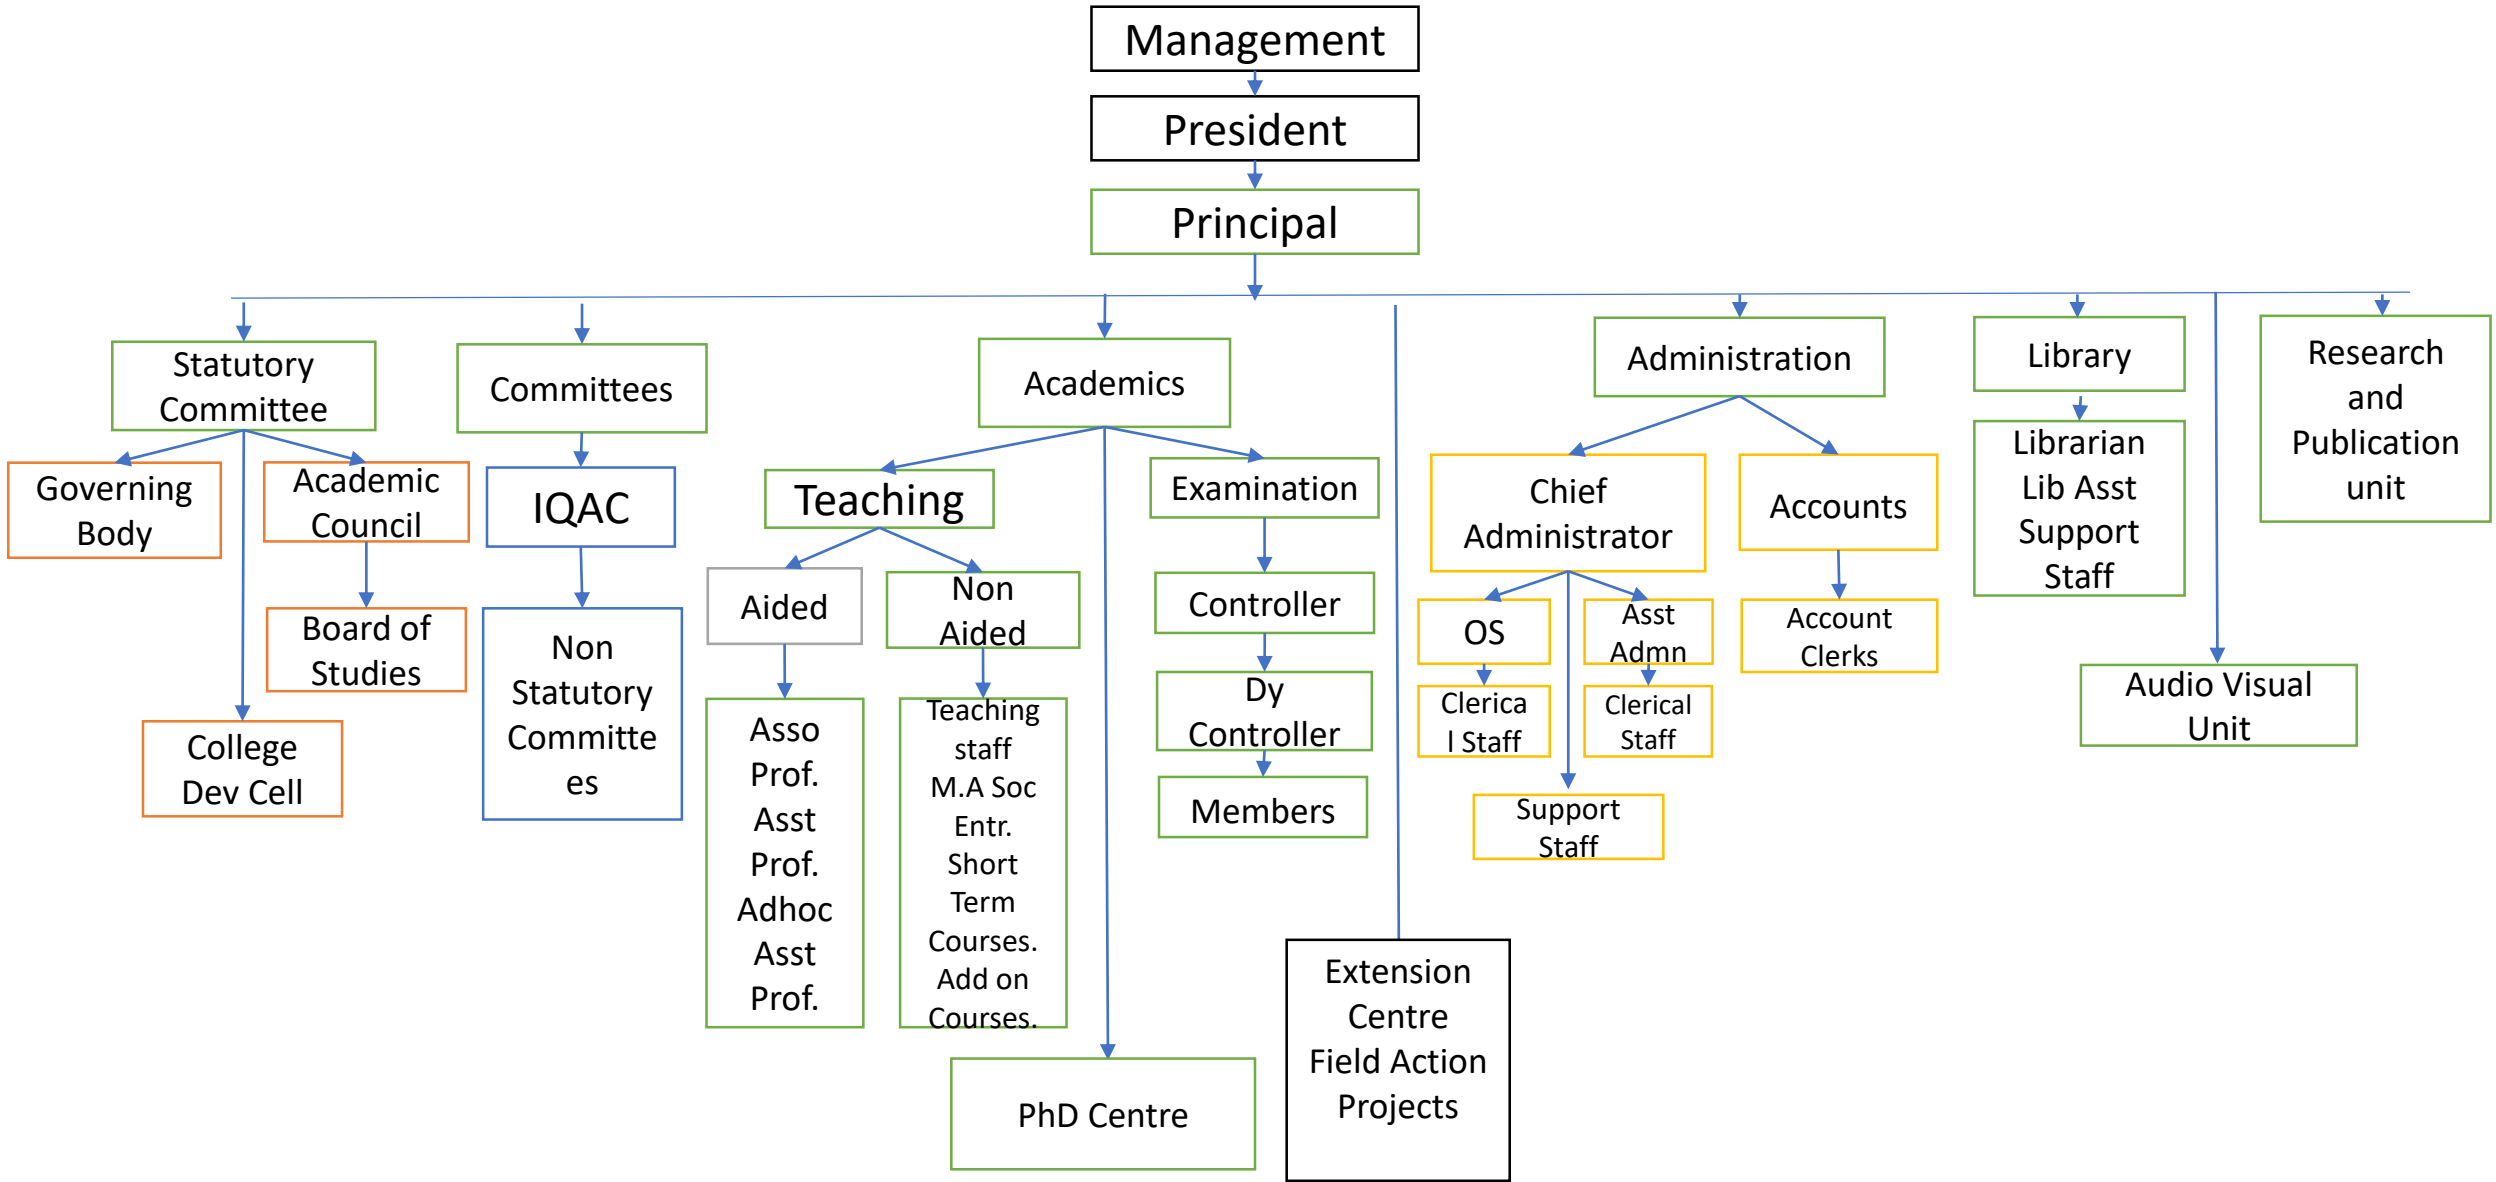 Management
President
Principal
Statutory
Committee
Committees
Academics
Administration
Library
Research
and
Publication
unit
Governing
Body
Academic
Council
Board of
Studies
College
Dev Cell
IQAC
Non
Statutory
Committe
es
Teaching
Aided
Asso
Prof.
Asst
Prof.
Adhoc
Asst
Prof.
Non
Aided
Teaching
staff
M.A Soc
Entr.
Short
Term
Courses.
Add on
Courses.
Examination
Controller
Dy
Controller
Members
PhD Centre
Extension
Centre
Field Action
Projects
Chief
Administrator
OS
Clerica
l Staff
Asst
Admn
Clerical
Staff
Support
Staff
Accounts
Account
Clerks
Librarian
Lib Asst
Support
Staff
Audio Visual
Unit